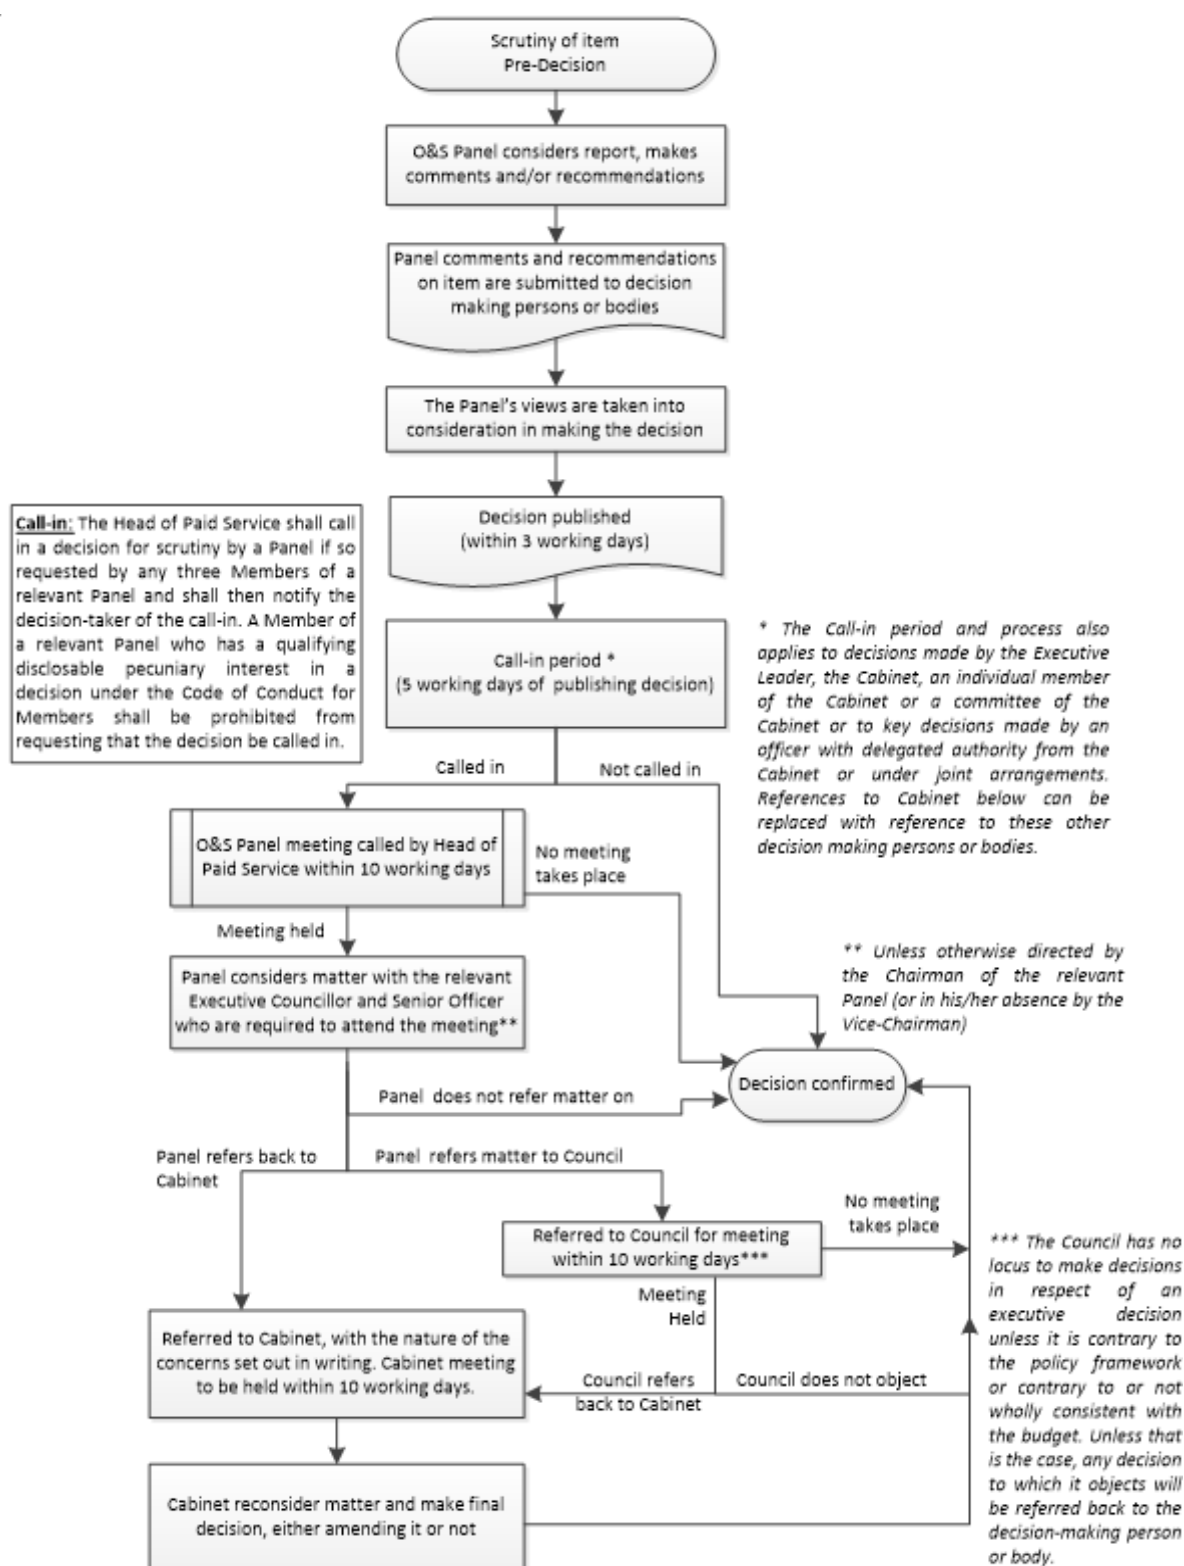 Scrutiny of item
Pre-Decision
O&S Panel considers report, makes
comments and/or recommendations
Panel comments and recommendations
on item are submitted to decision
making persons or bodies
The Panel's views are taken into
consideration in making the decision
Decision published
(within 3 working days)
Call-in: The Head of Paid Service shall call
in a decision for scrutiny by a Panel if so
requested by any three Members of a
relevant Panel and shall then notify the
decision-taker of the call-in. A Member of
a relevant Panel who has a qualifying
disclosable pecuniary interest in a
decision under the Code of Conduct for
Members shall be prohibited from
requesting that the decision be called in.
Call-in period *
(5 working days of publishing decision)
* The Call-in period and process also
applies to decisions made by the Executive
Leader, the Cabinet, an individual member
of the Cabinet or a committee of the
Cabinet or to key decisions made by an
officer with delegated authority from the
Cabinet or under joint arrangements.
References to Cabinet below can be
replaced with reference to these other
decision making persons or bodies.
Called in
Not called in
O&S Panel meeting called by Head of
Paid Service within 10 working days
No meeting
takes place
Meeting held
Panel considers matter with the relevant
Executive Councillor and Senior Officer
who are required to attend the meeting**
** Unless otherwise directed by
the Chairman of the relevant
Panel (or in his/her absence by the
Vice-Chairman)
Decision confirmed
Panel does not refer matter on
Panel refers back to
Cabinet
Panel refers matter to Council
No meeting
takes place
Referred to Council for meeting
within 10 working days***
Meeting
Held
*** The Council has no
locus to make decisions
in respect of an
executive decision
unless it is contrary to
the policy framework
or contrary to or not
wholly consistent with
the budget. Unless that
is the case, any decision
to which it objects will
be referred back to the
decision-making person
or body.
Referred to Cabinet, with the nature of the
concerns set out in writing. Cabinet meeting
to be held within 10 working days.
Council refers
back to Cabinet
Council does not object
Cabinet reconsider matter and make final
decision, either amending it or not